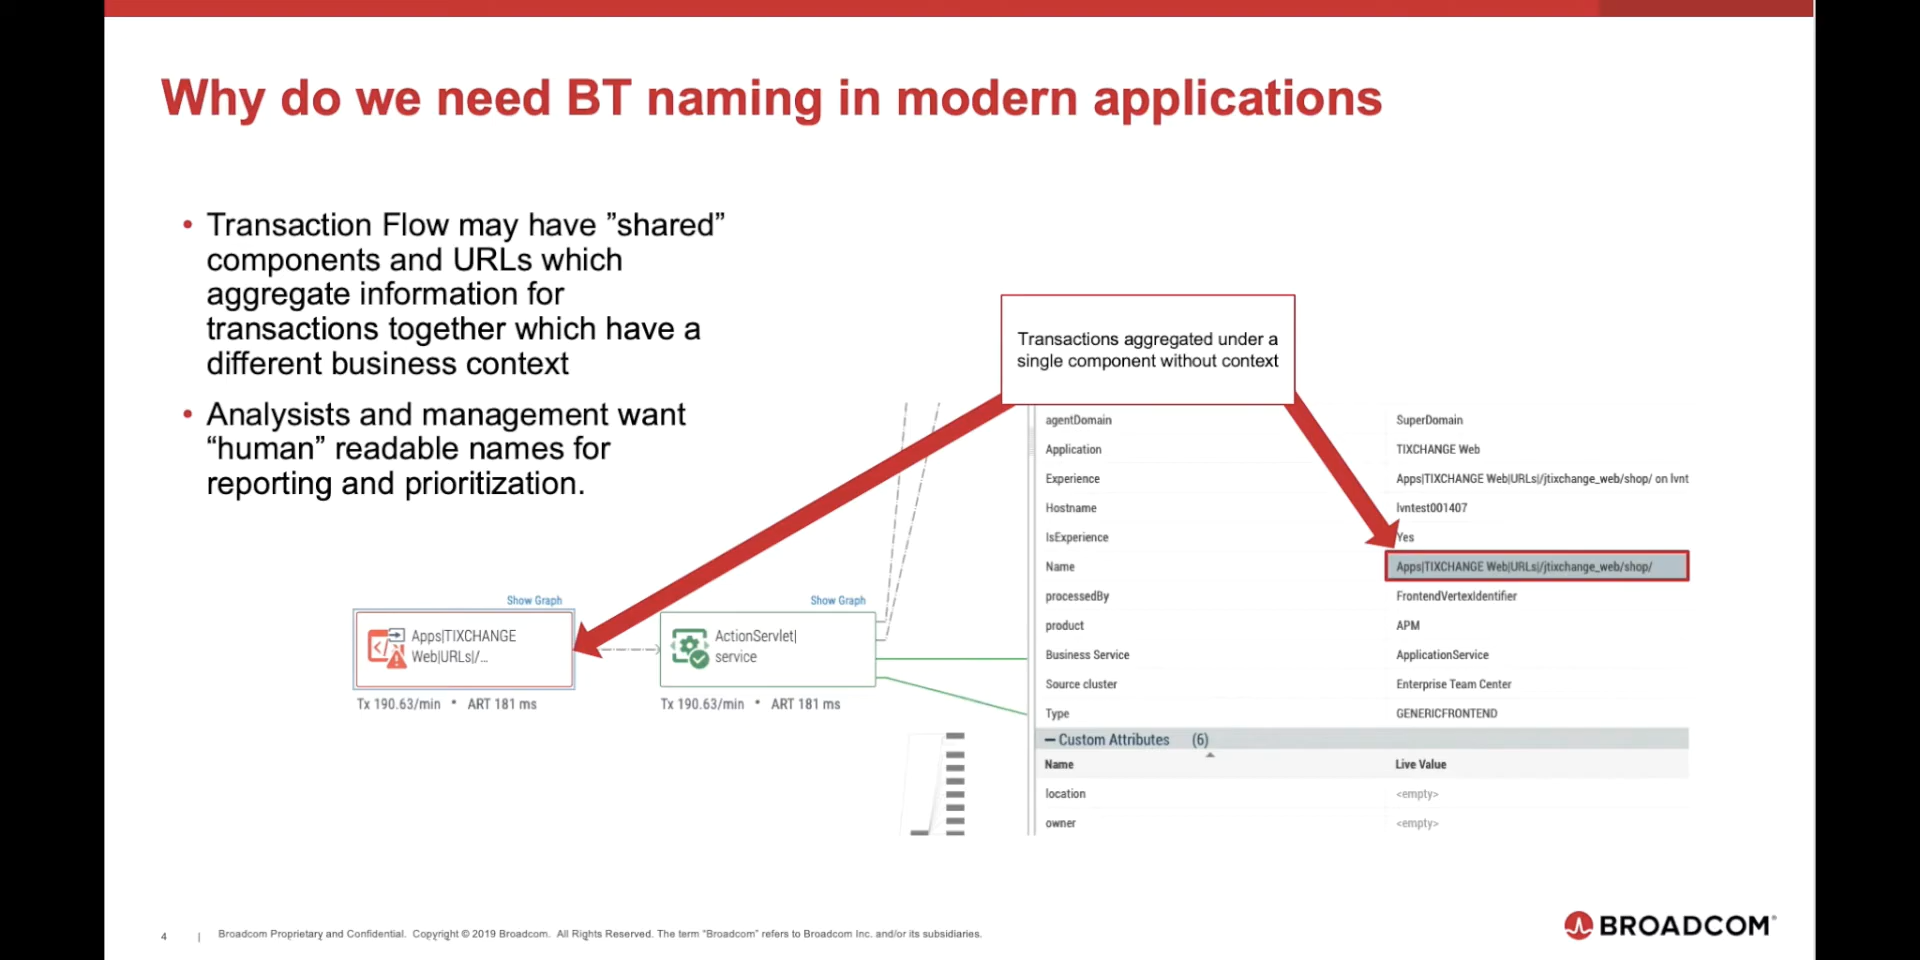 Why do we need BT naming in modern applications
• Transaction Flow may have ”shared”
components and URLs which
aggregate information for
transactions together which have a
different business context
• Analysists and management want
“human” readable names for
reporting and prioritization.
Transactions aggregated under a
single component without context
Show Graph
Apps|TIXCHANGE
Web|URLs|/...
Tx 190.63/min • ART 181 ms
Show Graph
ActionServlet|
service
Tx 190.63/min • ART 181 ms
agentDomain SuperDomain
Application TIXCHANGE Web
Experience Apps|TIXCHANGE Web|URLs|/jtixchange_web/shop/ on lvnt
Hostname lvntest001407
IsExperience Yes
Name Apps|TIXCHANGE Web|URLs|/jtixchange_web/shop/
processedBy FrontendVertexIdentifier
product APM
Business Service ApplicationService
Source cluster Enterprise Team Center
Type GENERICFRONTEND
– Custom Attributes (6)
Name Live Value
location <empty>
owner <empty>
4 | Broadcom Proprietary and Confidential. Copyright © 2019 Broadcom. All Rights Reserved. The term “Broadcom” refers to Broadcom Inc. and/or its subsidiaries.
BROADCOM®